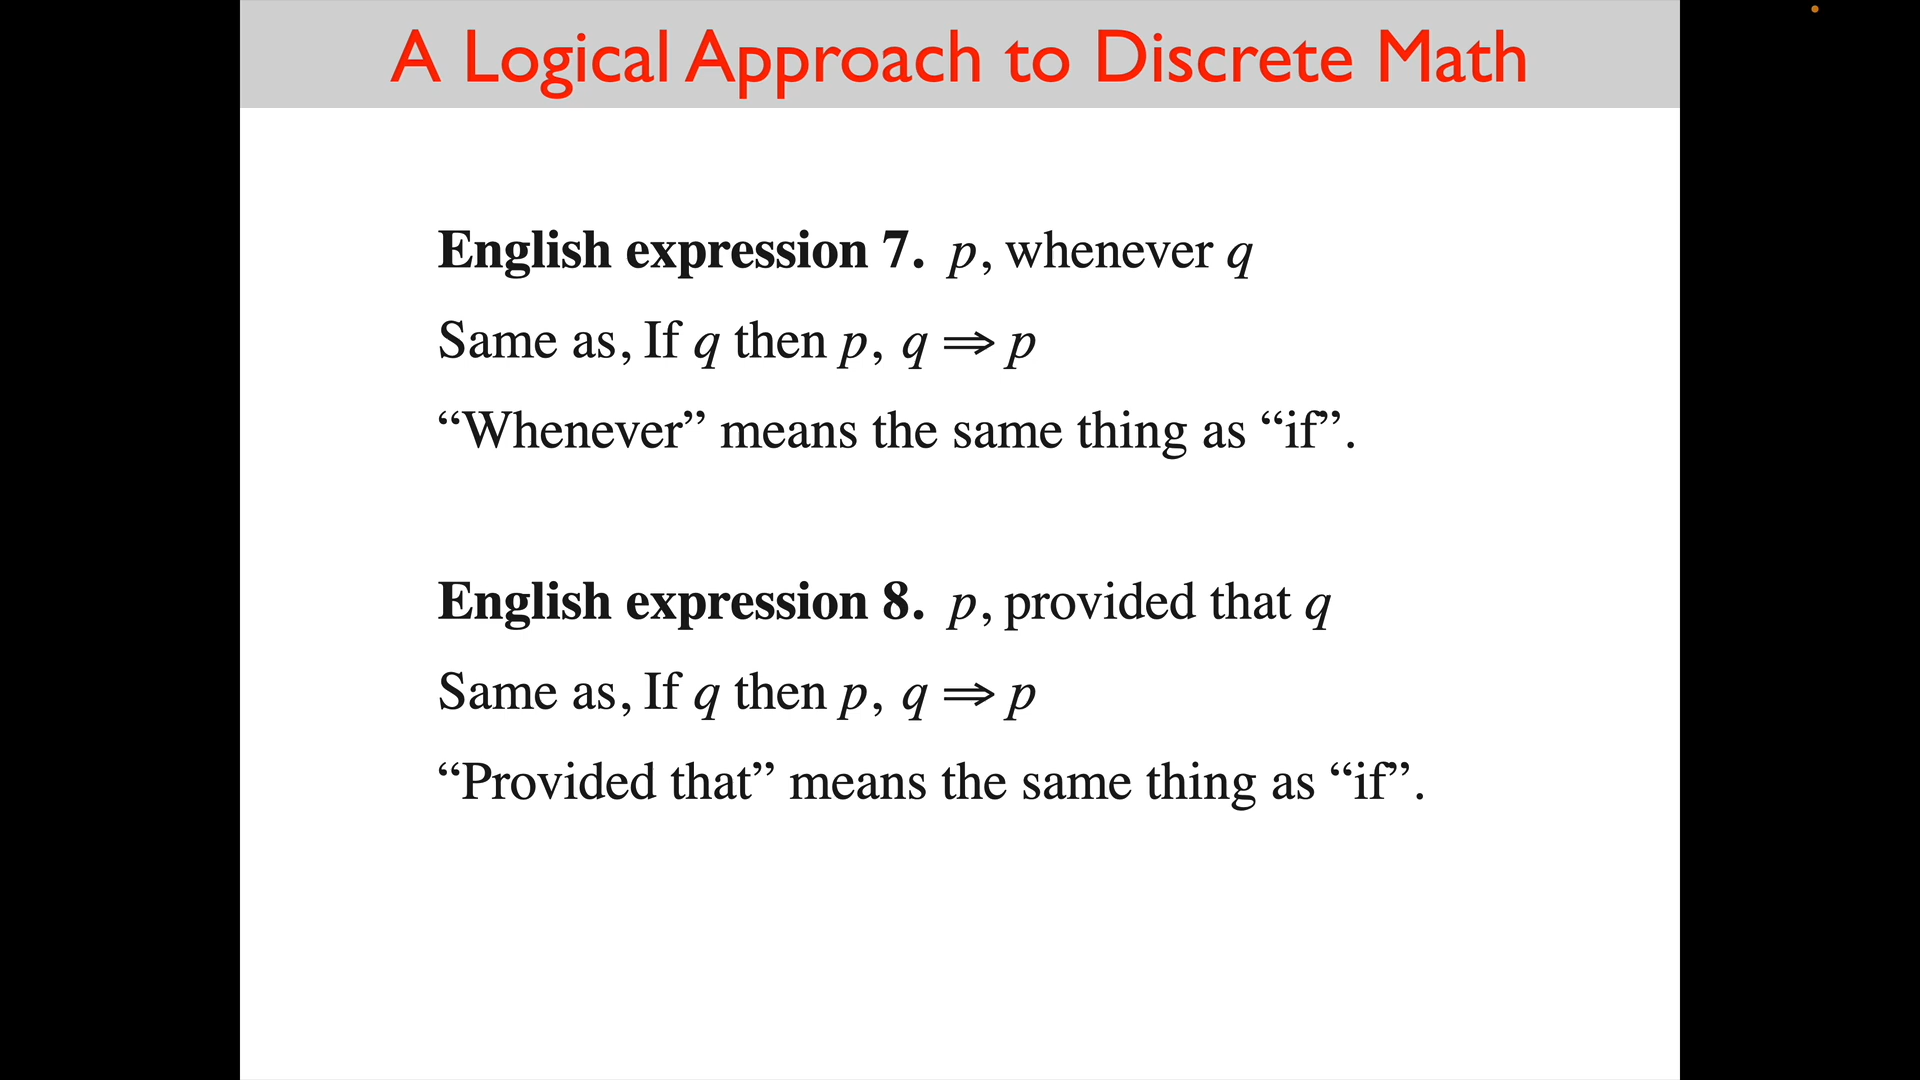 A Logical Approach to Discrete Math
English expression 7. p, whenever q
Same as, If q then p, q ⇒ p
“Whenever” means the same thing as “if”.
English expression 8. p, provided that q
Same as, If q then p, q ⇒ p
“Provided that” means the same thing as “if”.